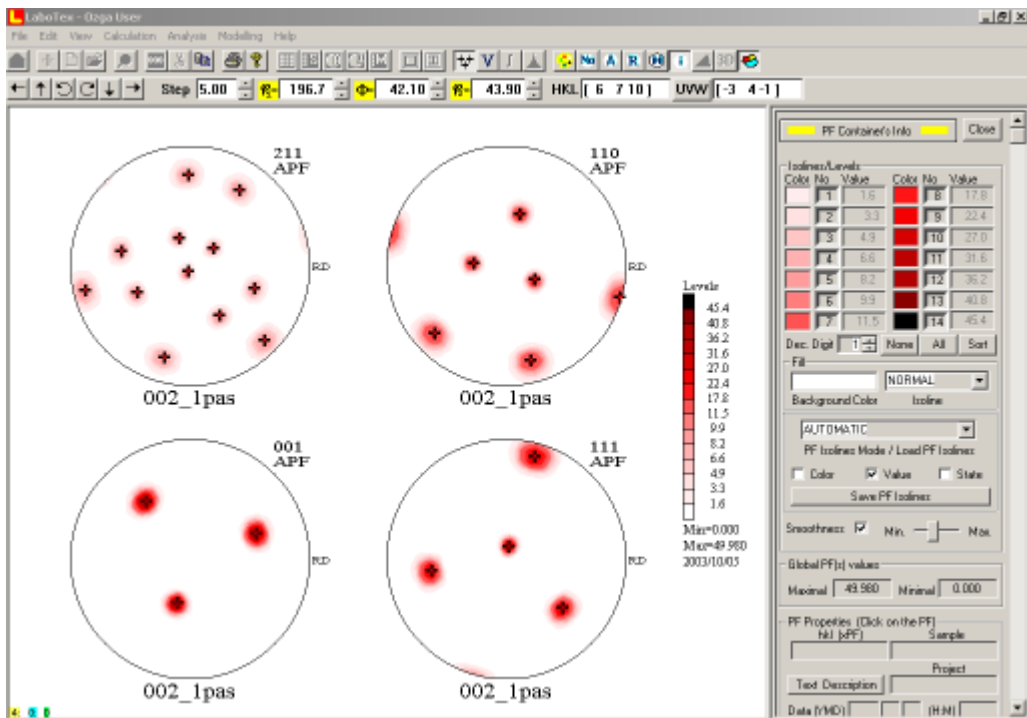 LaboTex - Ozga User
File Edit View Calculation Analysis Modelling Help
Step 5.00 φ1= 196.7 Φ= 42.10 φ2= 43.90 HKL [ 6 7 10 ] UVW [-3 4 -1 ]
PF Container's Info Close
Isolines/Levels
Color No Value Color No Value
1 1.6 8 17.8
2 3.3 9 22.4
3 4.9 10 27.0
4 6.6 11 31.6
5 8.2 12 36.2
6 9.9 13 40.8
7 11.5 14 45.4
Dec. Digit 1 None All Sort
Fill
NORMAL
Background Color Isoline
AUTOMATIC
PF Isolines Mode / Load PF Isolines
Color Value State
Save PF Isolines
Smoothness Min. Max.
Global PF(s) values
Maximal 49.980 Minimal 0.000
PF Properties (Click on the PF)
hkl (xPF) Sample
Project
Text Description
Data (YMD) (H:M)
211
APF
RD
002_1pas
110
APF
RD
002_1pas
001
APF
RD
002_1pas
111
APF
RD
002_1pas
Levels
45.4
40.8
36.2
31.6
27.0
22.4
17.8
11.5
9.9
8.2
6.6
4.9
3.3
1.6
Min=0.000
Max=49.980
2003/10/05